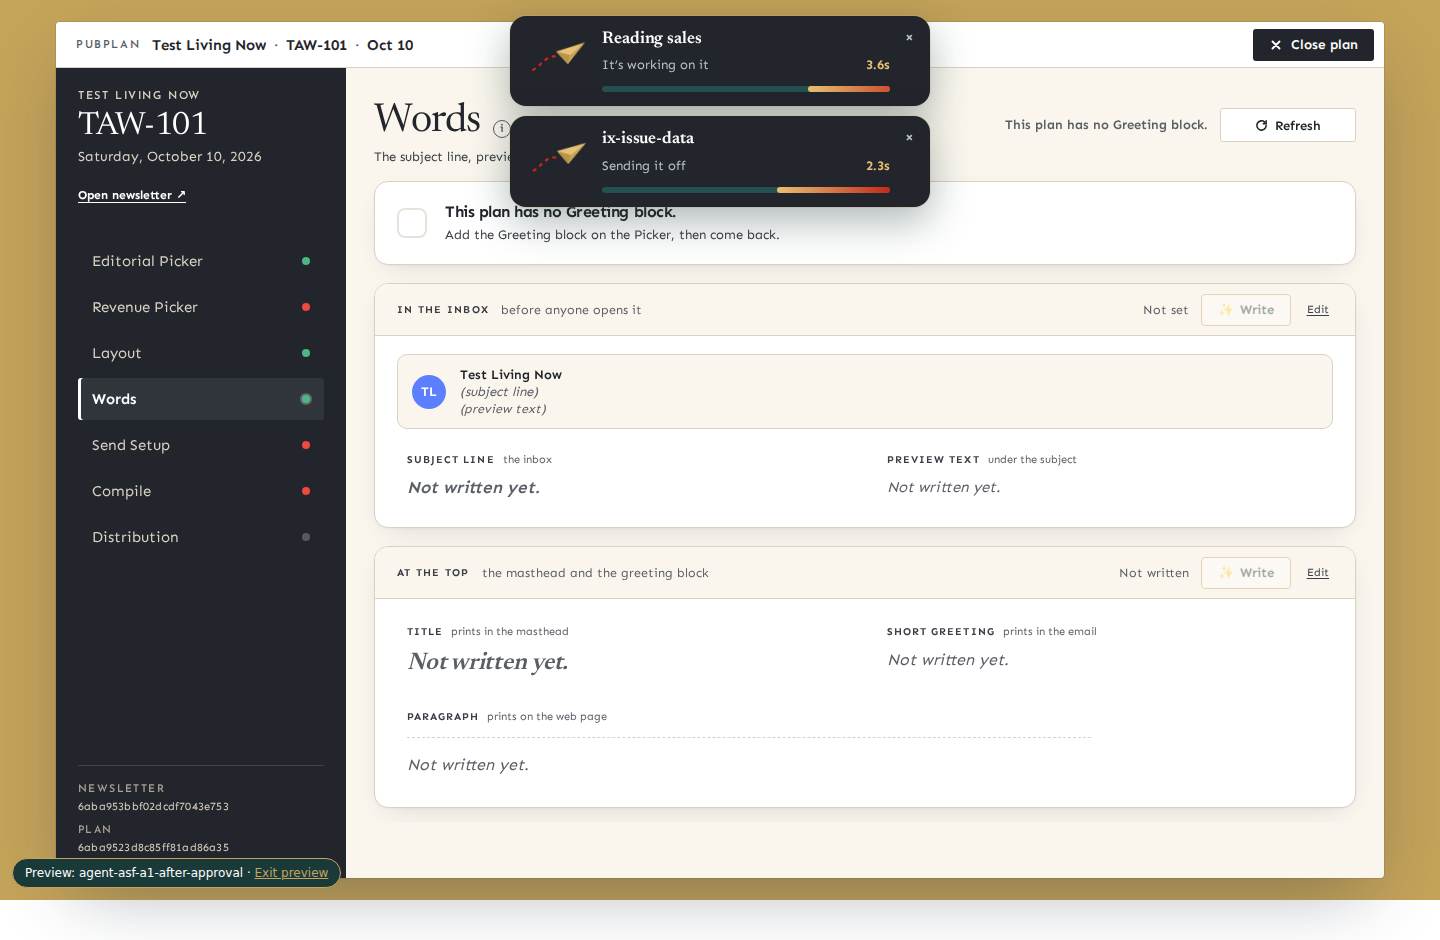 PUBPLAN Test Living Now · TAW-101 · Oct 10
Close plan
Reading sales
It's working on it 3.6s
ix-issue-data
Sending it off 2.3s
TEST LIVING NOW
TAW-101
Saturday, October 10, 2026
Open newsletter ↗
Editorial Picker
Revenue Picker
Layout
Words
Send Setup
Compile
Distribution
NEWSLETTER
6aba953bbf02dcdf7043e753
PLAN
6aba9523d8c85ff81ad86a35
Preview: agent-asf-a1-after-approval · Exit preview
Words
The subject line,
This plan has no Greeting block.
Refresh
This plan has no Greeting block.
Add the Greeting block on the Picker, then come back.
IN THE INBOX before anyone opens it
Not set
✨ Write
Edit
TL
Test Living Now
(subject line)
(preview text)
SUBJECT LINE the inbox
Not written yet.
PREVIEW TEXT under the subject
Not written yet.
AT THE TOP the masthead and the greeting block
Not written
✨ Write
Edit
TITLE prints in the masthead
Not written yet.
SHORT GREETING prints in the email
Not written yet.
PARAGRAPH prints on the web page
Not written yet.